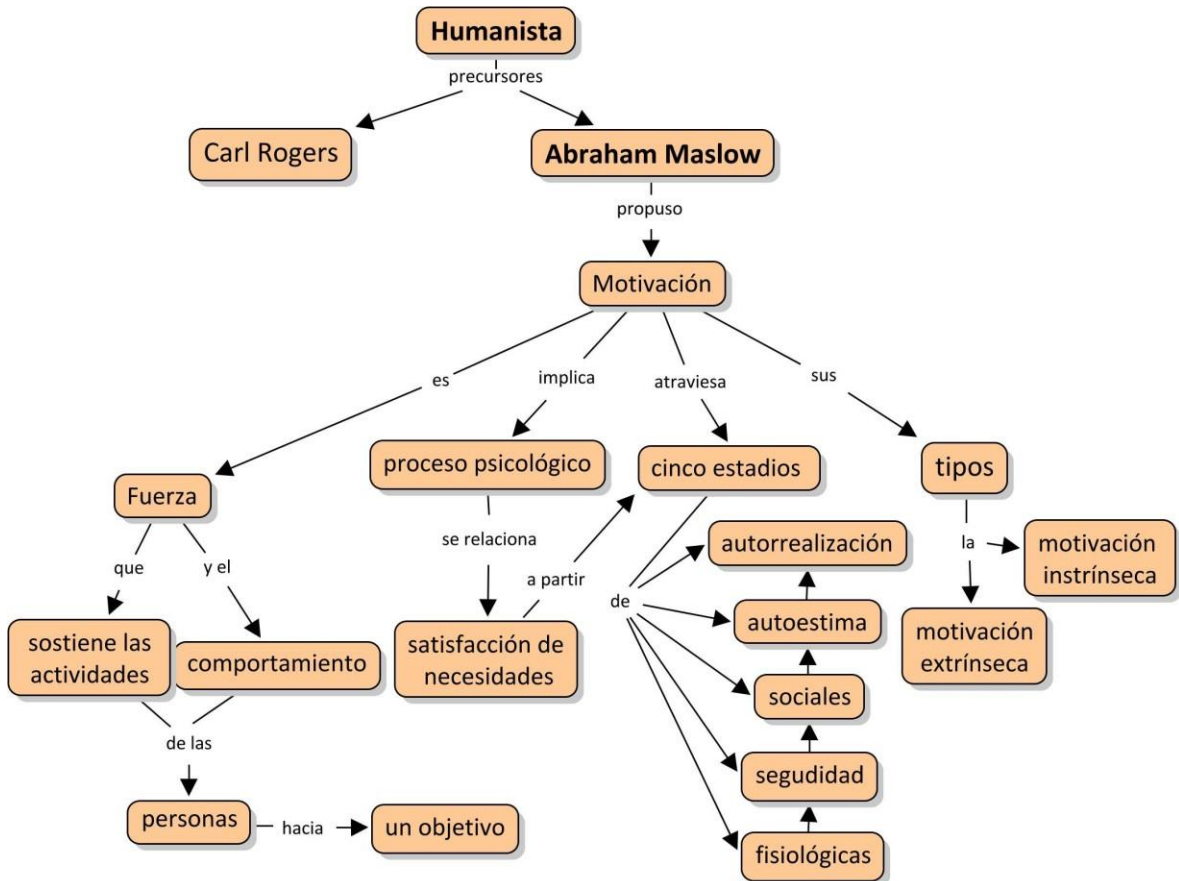 Humanista
precursores
Carl Rogers
Abraham Maslow
propuso
Motivación
es
implica
atraviesa
sus
Fuerza
proceso psicológico
cinco estadios
tipos
que
y el
se relaciona
a partir
de
la
sostiene las
actividades
comportamiento
satisfacción de
necesidades
autorrealización
autoestima
sociales
segudidad
fisiológicas
motivación
instrínseca
motivación
extrínseca
de las
personas
hacia
un objetivo